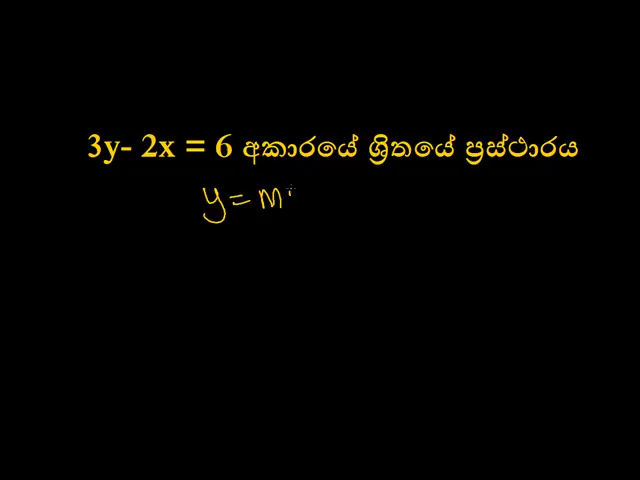 3y- 2x = 6 අකාරයේ ශ්‍රිතයේ ප්‍රස්ථාරය
y = m